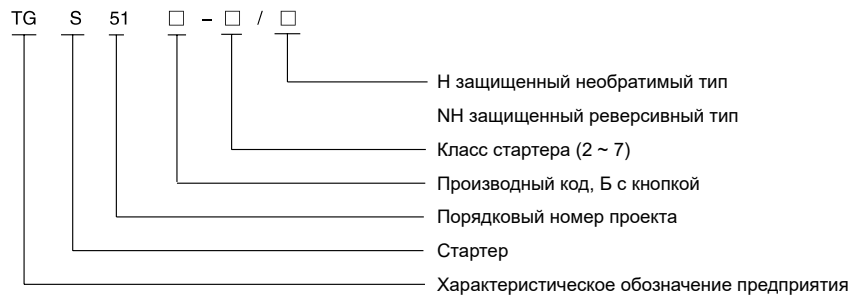 TG S 51 □ - □ / □
Н защищенный необратимый тип
NH защищенный реверсивный тип
Класс стартера (2 ~ 7)
Производный код, Б с кнопкой
Порядковый номер проекта
Стартер
Характеристическое обозначение предприятия